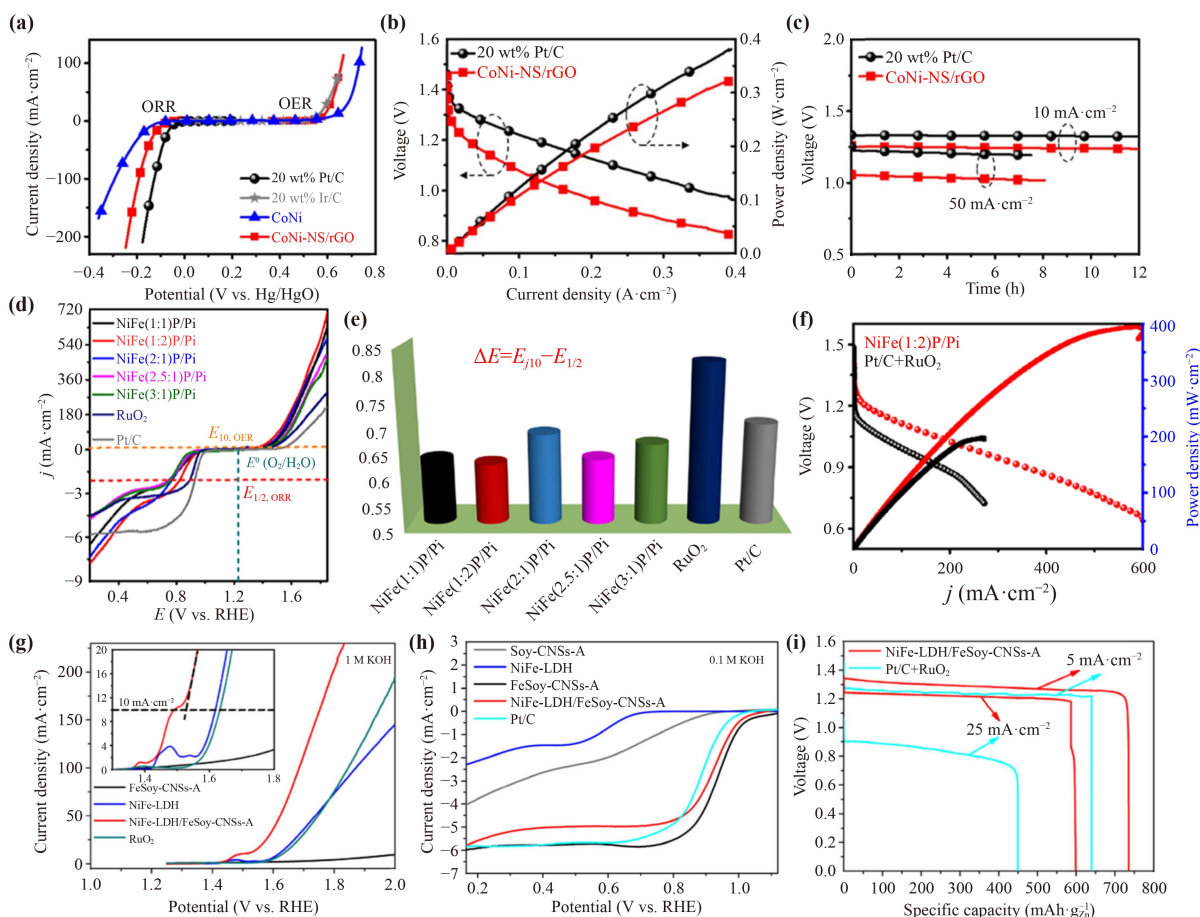 (a)
100
0
−100
−200
Current density (mA·cm⁻²)
ORR
OER
20 wt% Pt/C
20 wt% Ir/C
CoNi
CoNi-NS/rGO
−0.4 −0.2 0.0 0.2 0.4 0.6 0.8
Potential (V vs. Hg/HgO)
(b)
1.6
1.4
1.2
1.0
0.8
Voltage (V)
20 wt% Pt/C
CoNi-NS/rGO
0.4
0.3
0.2
0.1
0.0
Power density (W·cm⁻²)
0.0 0.1 0.2 0.3 0.4
Current density (A·cm⁻²)
(c)
2.0
1.5
1.0
0.5
Voltage (V)
20 wt% Pt/C
CoNi-NS/rGO
10 mA·cm⁻²
50 mA·cm⁻²
0 2 4 6 8 10 12
Time (h)
(d)
720
540
360
180
0
−3
−6
−9
j (mA·cm⁻²)
NiFe(1:1)P/Pi
NiFe(1:2)P/Pi
NiFe(2:1)P/Pi
NiFe(2.5:1)P/Pi
NiFe(3:1)P/Pi
RuO₂
Pt/C
E10, OER
E⁰ (O₂/H₂O)
E1/2, ORR
0.4 0.8 1.2 1.6
E (V vs. RHE)
(e)
ΔE=Ej10−E1/2
0.85
0.8
0.75
0.7
0.65
0.6
0.55
0.5
NiFe(1:1)P/Pi
NiFe(1:2)P/Pi
NiFe(2:1)P/Pi
NiFe(2.5:1)P/Pi
NiFe(3:1)P/Pi
RuO₂
Pt/C
(f)
NiFe(1:2)P/Pi
Pt/C+RuO₂
1.5
1.2
0.9
0.6
Voltage (V)
400
300
200
100
0
Power density (mW·cm⁻²)
0 200 400 600
j (mA·cm⁻²)
(g)
225
200
175
150
125
100
75
50
25
0
Current density (mA·cm⁻²)
1 M KOH
20
16
12
8
4
0
10 mA·cm⁻²
1.4 1.6 1.8
FeSoy-CNSs-A
NiFe-LDH
NiFe-LDH/FeSoy-CNSs-A
RuO₂
1.0 1.2 1.4 1.6 1.8 2.0
Potential (V vs. RHE)
(h)
3
2
1
0
−1
−2
−3
−4
−5
−6
−7
Current density (mA·cm⁻²)
Soy-CNSs-A
NiFe-LDH
FeSoy-CNSs-A
NiFe-LDH/FeSoy-CNSs-A
Pt/C
0.1 M KOH
0.2 0.4 0.6 0.8 1.0
Potential (V vs. RHE)
(i)
1.8
1.6
1.4
1.2
1.0
0.8
0.6
0.4
0.2
0.0
Voltage (V)
NiFe-LDH/FeSoy-CNSs-A
Pt/C+RuO₂
5 mA·cm⁻²
25 mA·cm⁻²
0 100 200 300 400 500 600 700 800
Specific capacity (mAh·gZn⁻¹)